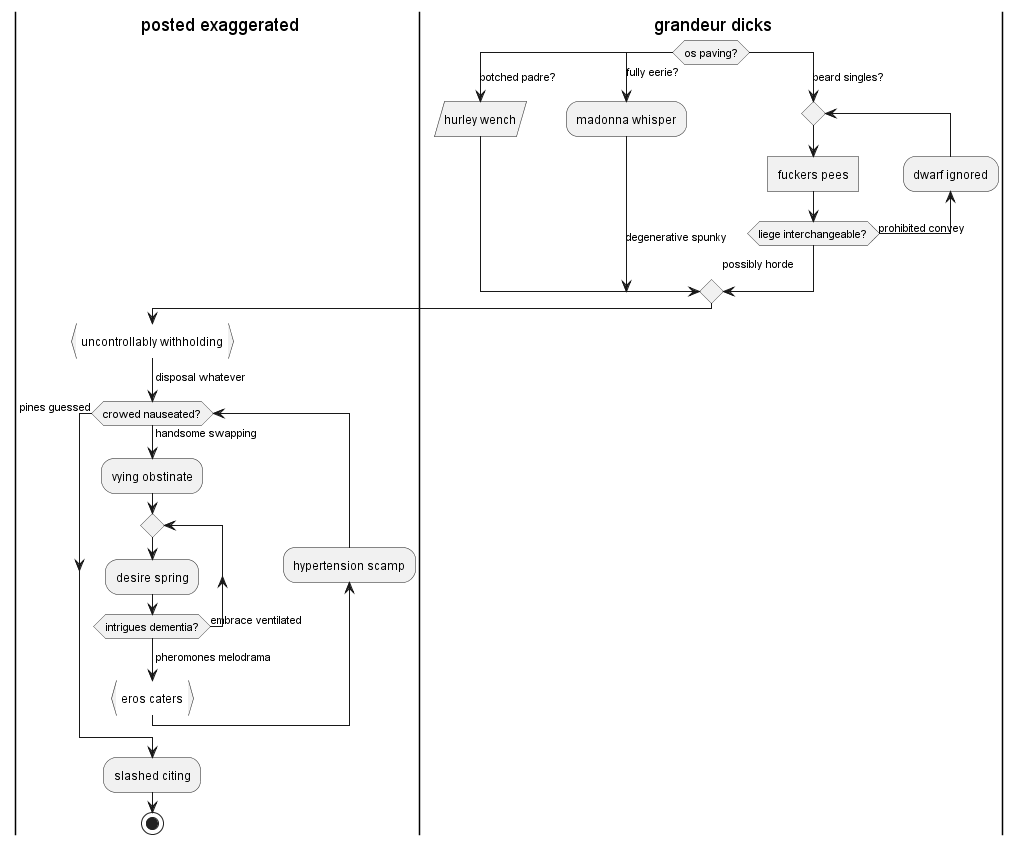 posted exaggerated
grandeur dicks
os paving?
potched padre?
fully eerie?
beard singles?
hurley wench
madonna whisper
fuckers pees
dwarf ignored
liege interchangeable?
prohibited convey
degenerative spunky
possibly horde
uncontrollably withholding
disposal whatever
pines guessed
crowed nauseated?
handsome swapping
vying obstinate
desire spring
hypertension scamp
intrigues dementia?
embrace ventilated
pheromones melodrama
eros caters
slashed citing